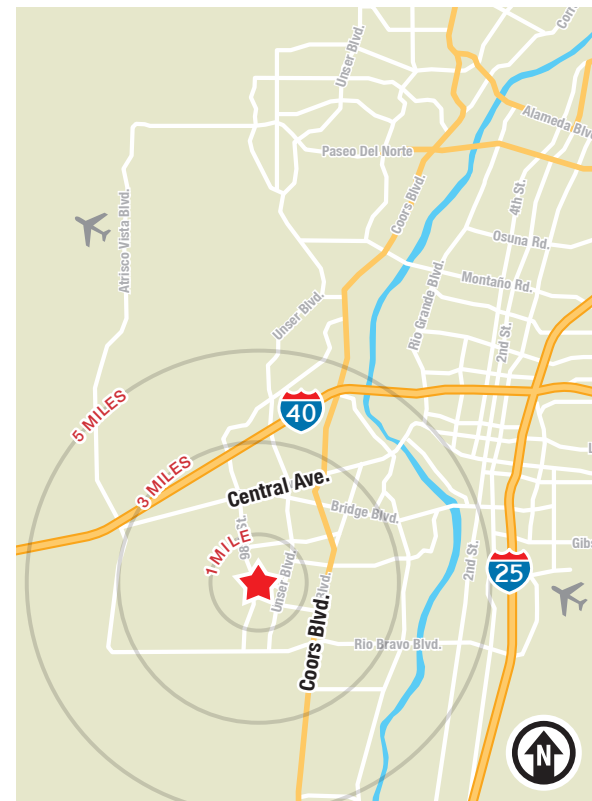 Unser Blvd.
Corr
Alameda Blvd
Paseo Del Norte
Coors Blvd.
4th St.
Atrisco Vista Blvd.
Osuna Rd.
Montaño Rd.
Rio Grande Blvd.
Unser Blvd.
2nd St.
5 MILES
40
3 MILES
Central Ave.
Bridge Blvd.
98th St.
1 MILE
Unser Blvd.
Blvd.
2nd St.
25
Gibs
Coors Blvd.
Rio Bravo Blvd.
N